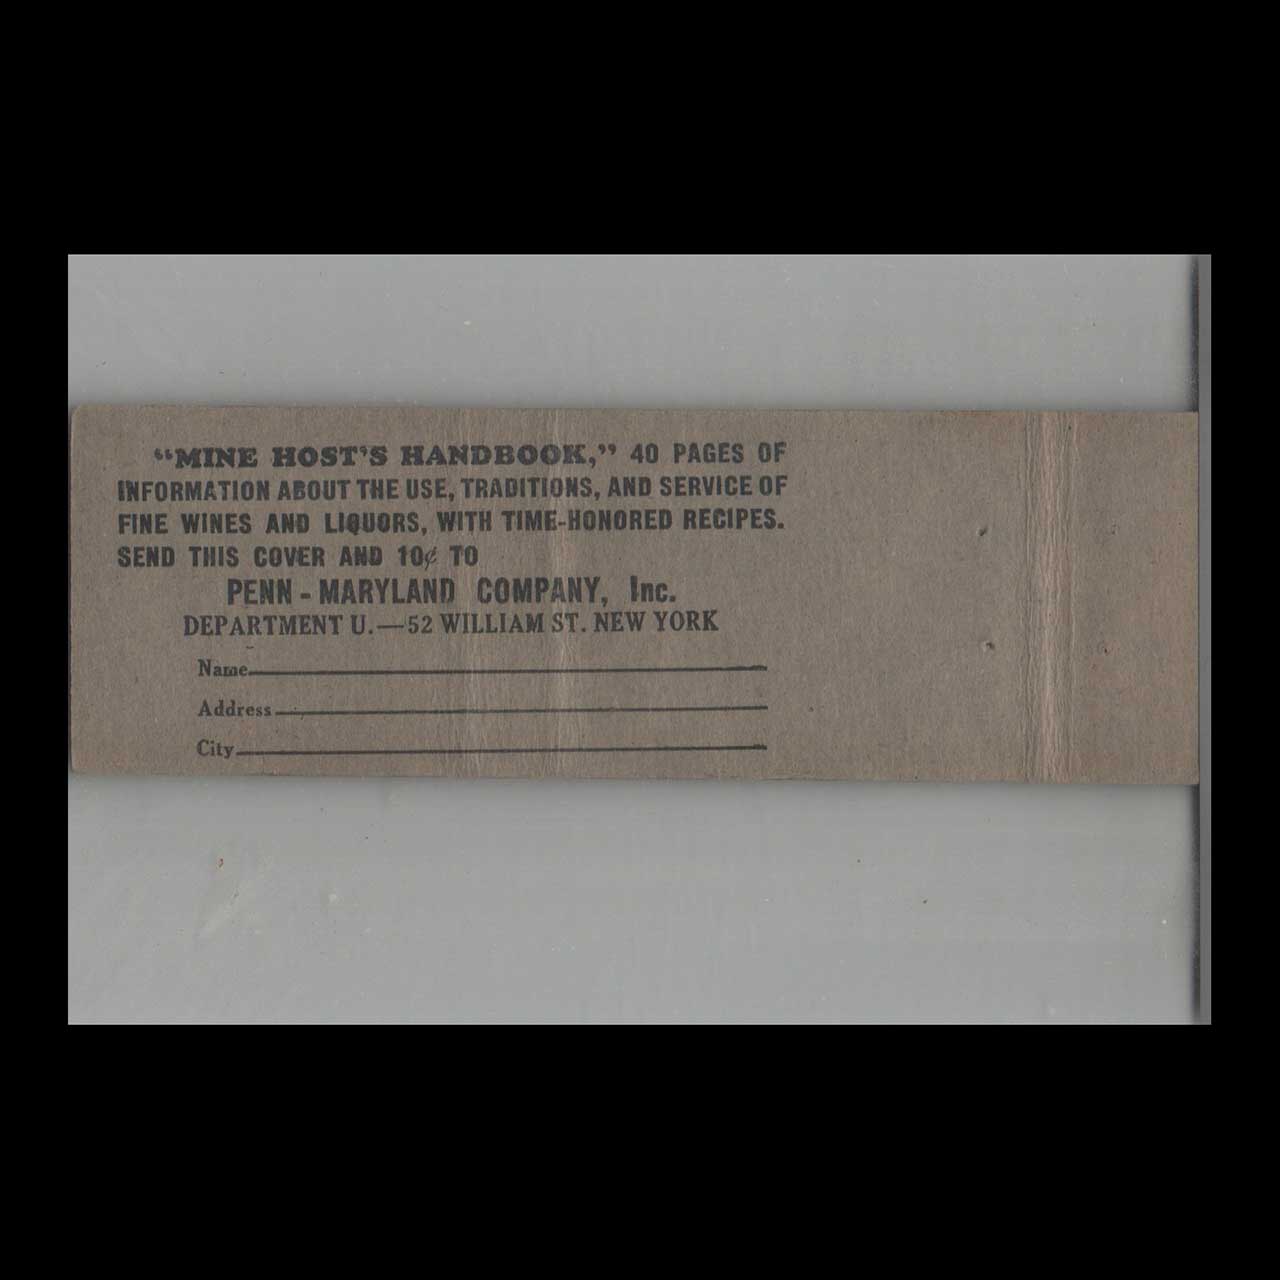 “MINE HOST’S HANDBOOK,” 40 PAGES OF
INFORMATION ABOUT THE USE, TRADITIONS, AND SERVICE OF
FINE WINES AND LIQUORS, WITH TIME-HONORED RECIPES.
SEND THIS COVER AND 10¢ TO
PENN - MARYLAND COMPANY, Inc.
DEPARTMENT U.—52 WILLIAM ST. NEW YORK
Name
Address
City